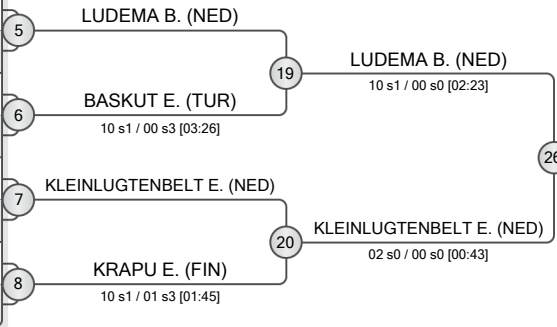 LUDEMA B. (NED)
5
19
LUDEMA B. (NED)
10 s1 / 00 s0 [02:23]
BASKUT E. (TUR)
6
10 s1 / 00 s3 [03:26]
26
KLEINLUGTENBELT E. (NED)
7
20
KLEINLUGTENBELT E. (NED)
02 s0 / 00 s0 [00:43]
KRAPU E. (FIN)
8
10 s1 / 01 s3 [01:45]